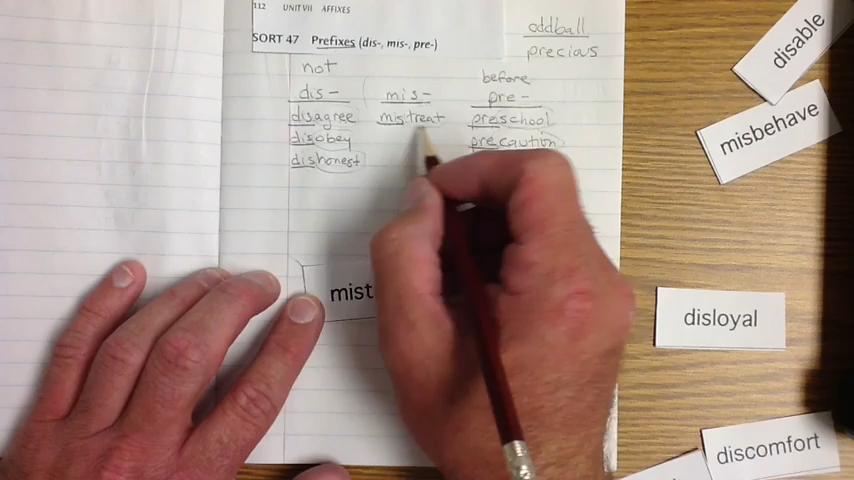 112 UNIT VII AFFIXES
SORT 47 Prefixes (dis-, mis-, pre-)
oddball
precious
not
dis-
disagree
disobey
dishonest
mis-
mistreat
before
pre-
preschool
precaution
mist
disable
misbehave
disloyal
discomfort